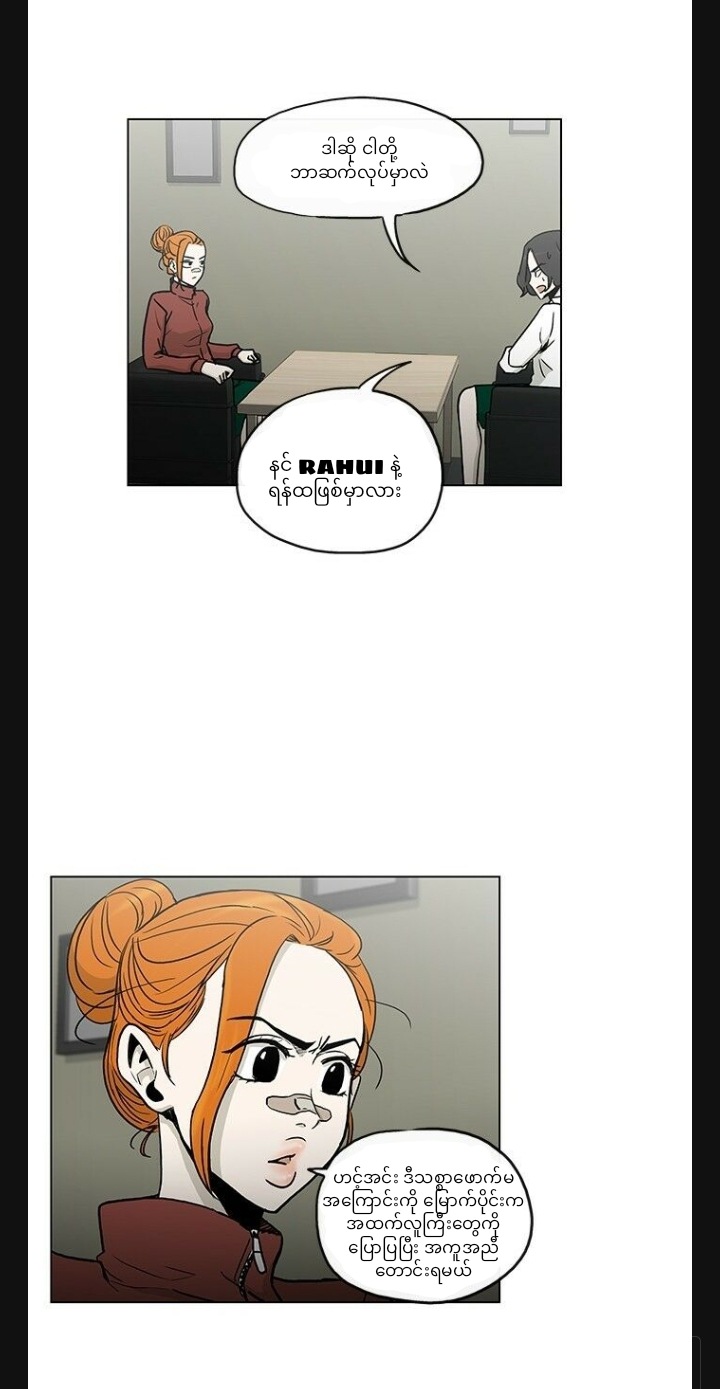 ဒါဆို ငါတို့
ဘာဆက်လုပ်မှာလဲ
နင် RAHUI နဲ့
ရန်ထဖြစ်မှာလား
ဟင့်အင်း ဒီသစ္စာဖောက်မ
အကြောင်းကို မြောက်ပိုင်းက
အထက်လူကြီးတွေကို
ပြောပြပြီး အကူအညီ
တောင်းရမယ်